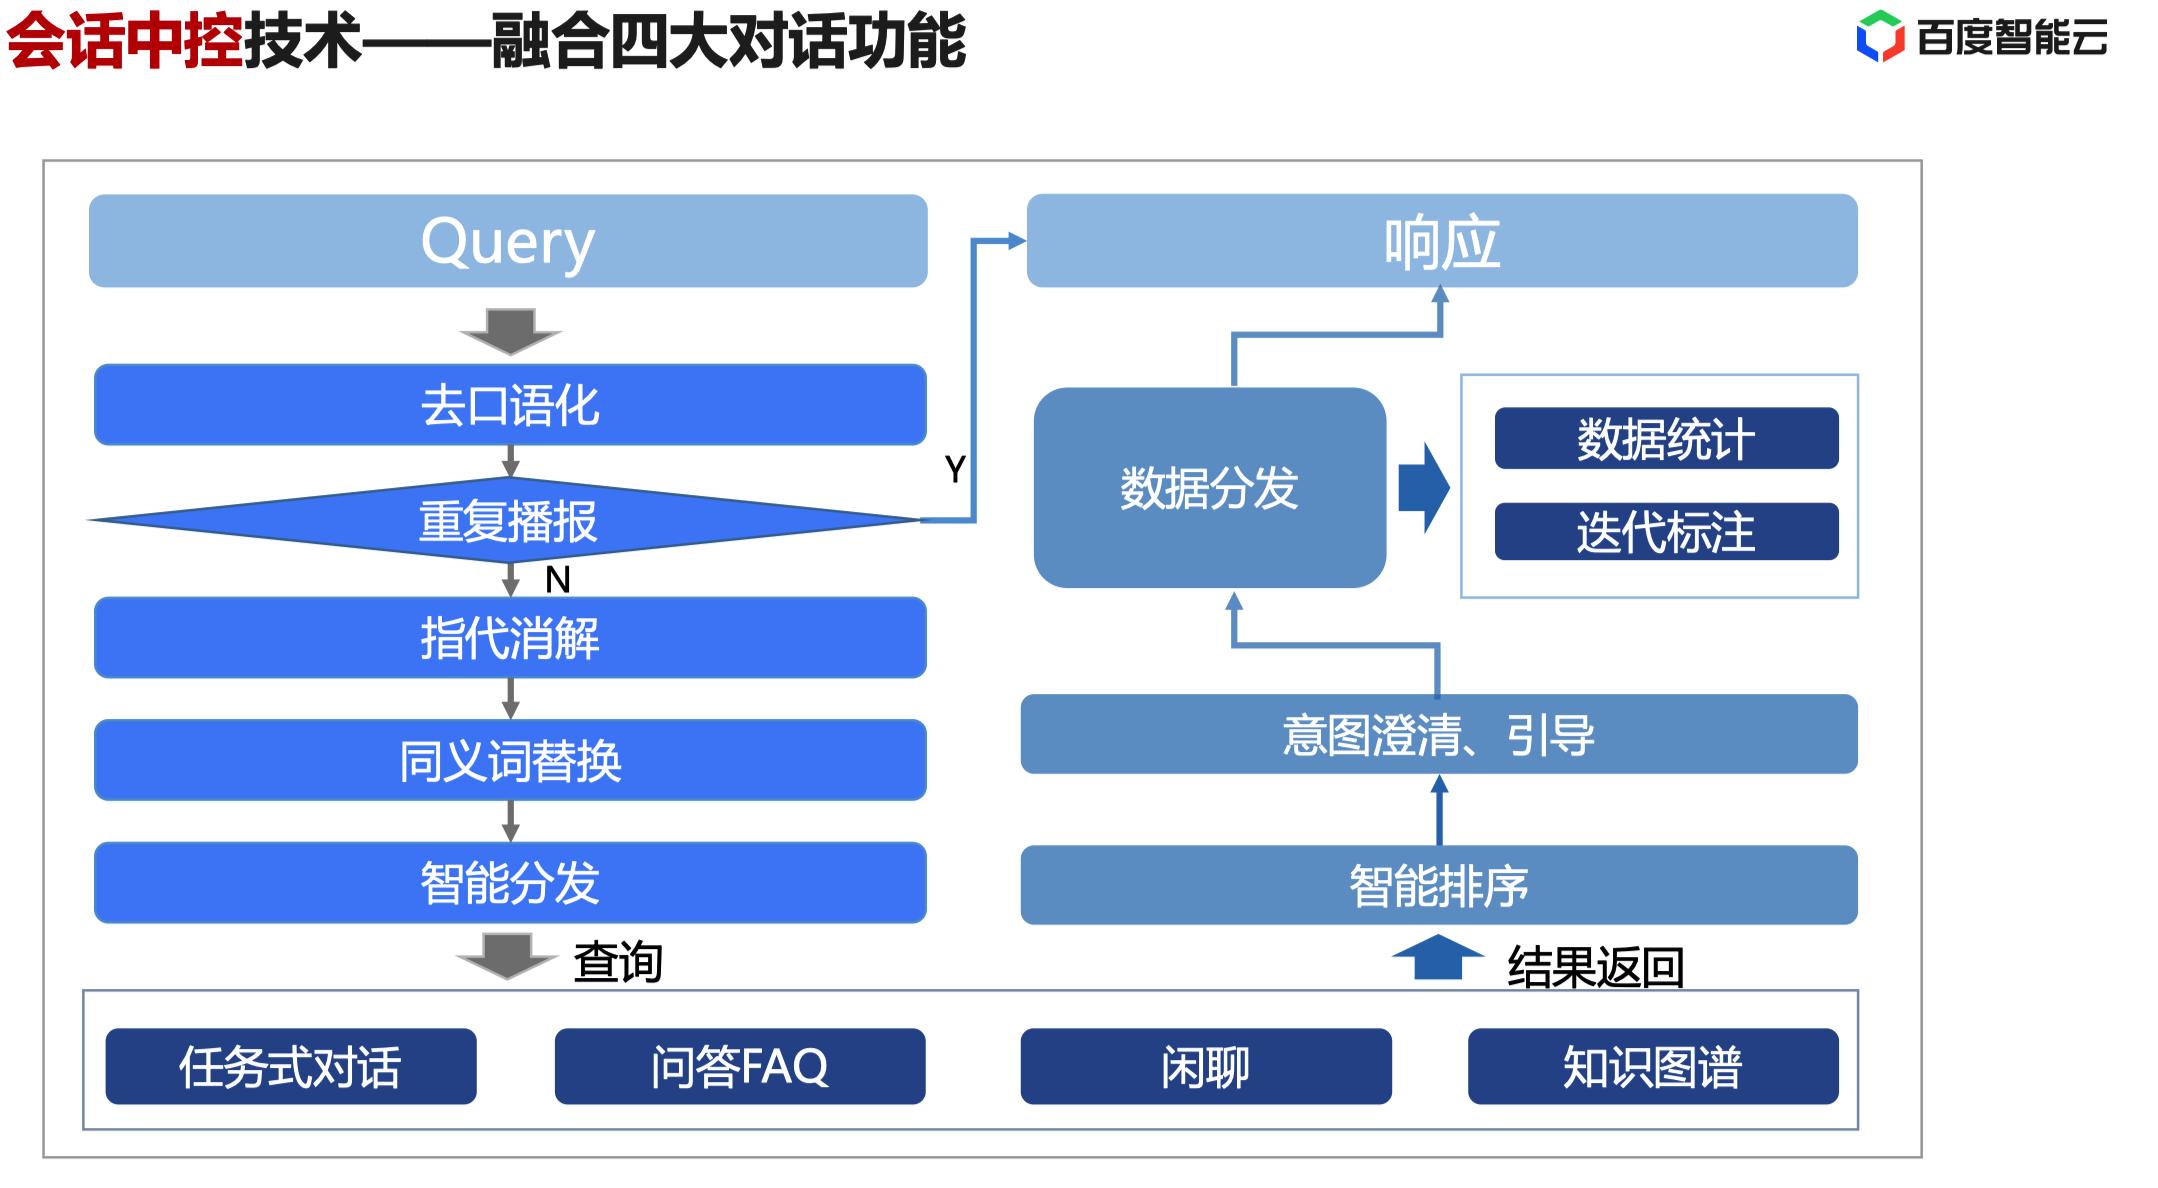 会话中控技术——融合四大对话功能
百度智能云
Query
去口语化
重复播报
Y
N
指代消解
同义词替换
智能分发
查询
响应
数据分发
数据统计
迭代标注
意图澄清、引导
智能排序
结果返回
任务式对话
问答FAQ
闲聊
知识图谱